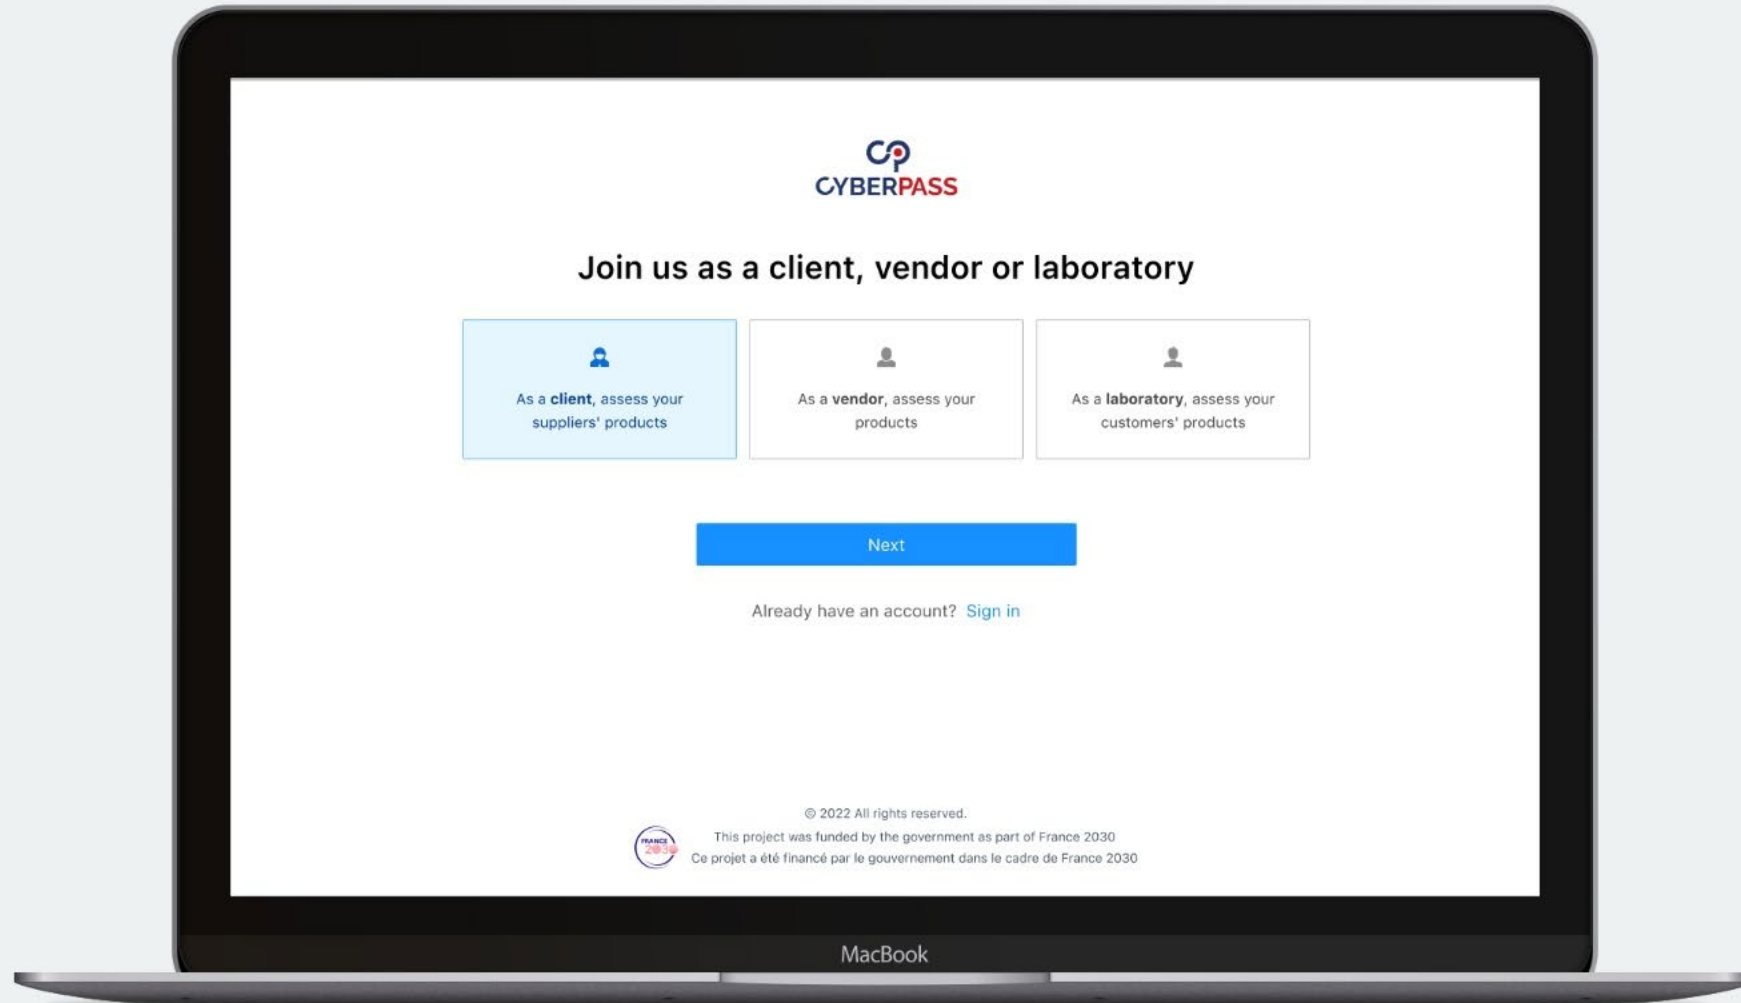 CP
CYBERPASS
Join us as a client, vendor or laboratory
As a client, assess your
suppliers' products
As a vendor, assess your
products
As a laboratory, assess your
customers' products
Next
Already have an account? Sign in
© 2022 All rights reserved.
FRANCE
2030
This project was funded by the government as part of France 2030
Ce projet a été financé par le gouvernement dans le cadre de France 2030
MacBook